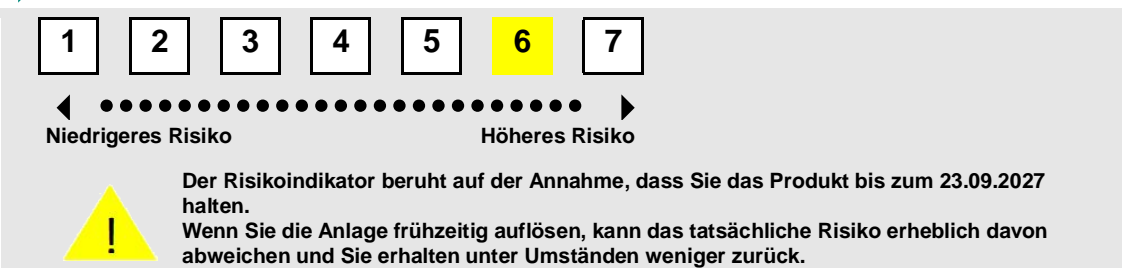 1 2 3 4 5 6 7
Niedrigeres Risiko Höheres Risiko
Der Risikoindikator beruht auf der Annahme, dass Sie das Produkt bis zum 23.09.2027
halten.
! Wenn Sie die Anlage frühzeitig auflösen, kann das tatsächliche Risiko erheblich davon
abweichen und Sie erhalten unter Umständen weniger zurück.